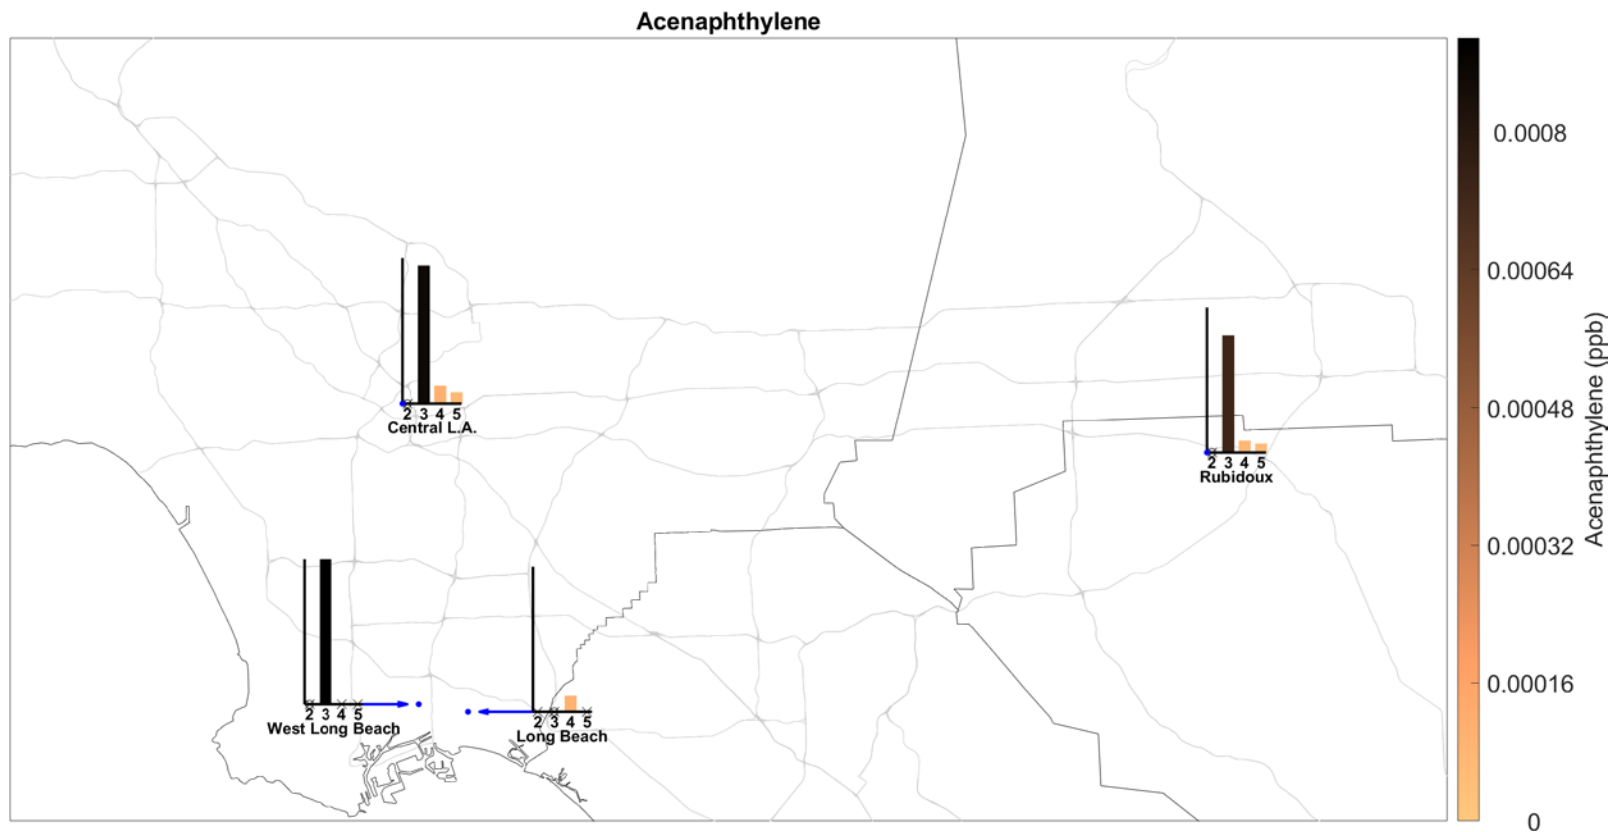 Acenaphthylene
0.0008
0.00064
0.00048
0.00032
0.00016
0
Acenaphthylene (ppb)
2 3 4 5
Central L.A.
2 3 4 5
Rubidoux
2 3 4 5
West Long Beach
2 3 4 5
Long Beach